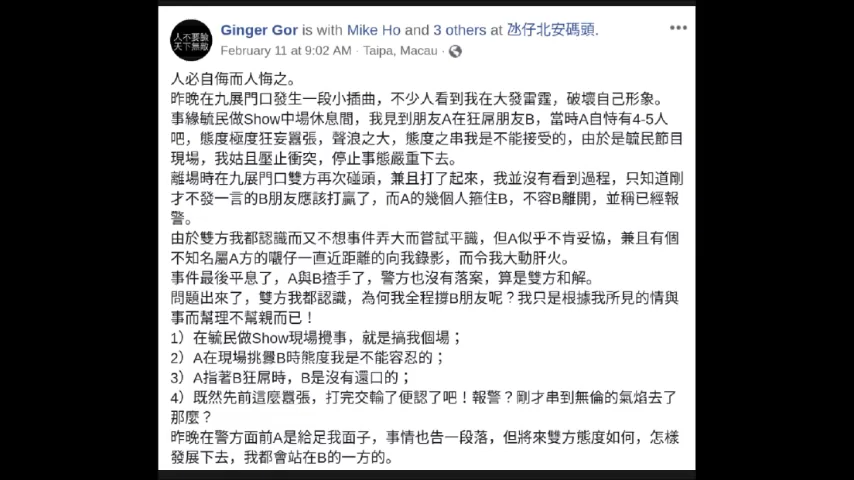 人不要臉
天下無敵
Ginger Gor is with Mike Ho and 3 others at 氹仔北安碼頭.
February 11 at 9:02 AM · Taipa, Macau ·
人必自侮而人悔之。
昨晚在九展門口發生一段小插曲，不少人看到我在大發雷霆，破壞自己形象。
事緣毓民做Show中場休息間，我見到朋友A在狂屌朋友B，當時A自恃有4-5人
吧，態度極度狂妄囂張，聲浪之大，態度之串我是不能接受的，由於是毓民節目
現場，我姑且壓止衝突，停止事態嚴重下去。
離場時在九展門口雙方再次碰頭，兼且打了起來，我並沒有看到過程，只知道剛
才不發一言的B朋友應該打贏了，而A的幾個人箍住B，不容B離開，並稱已經報
警。
由於雙方我都認識而又不想事件弄大而嘗試平識，但A似乎不肯妥協，兼且有個
不知名屬A方的𡃁仔一直近距離的向我錄影，而令我大動肝火。
事件最後平息了，A與B揸手了，警方也沒有落案，算是雙方和解。
問題出來了，雙方我都認識，為何我全程撐B朋友呢？我只是根據我所見的情與
事而幫理不幫親而已！
1）在毓民做Show現場攪事，就是搞我個場；
2）A在現場挑釁B時態度我是不能容忍的；
3）A指著B狂屌時，B是沒有還口的；
4）既然先前這麼囂張，打完交輸了便認了吧！報警？剛才串到無倫的氣焰去了
那麼？
昨晚在警方面前A是給足我面子，事情也告一段落，但將來雙方態度如何，怎樣
發展下去，我都會站在B的一方的。